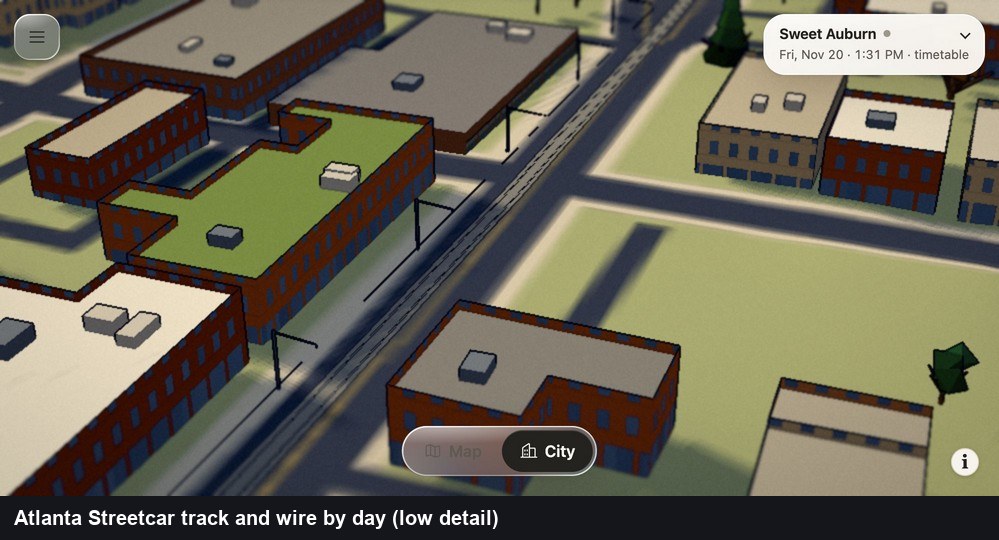 Sweet Auburn
Fri, Nov 20 · 1:31 PM · timetable
Map
City
i
Atlanta Streetcar track and wire by day (low detail)